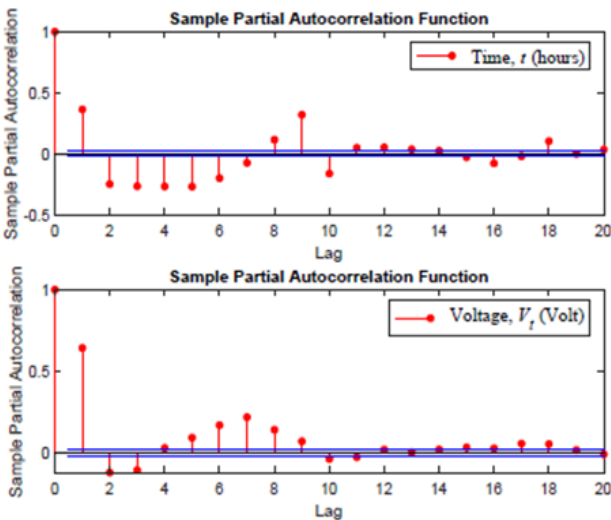 Sample Partial Autocorrelation Function
Sample Partial Autocorrelation
1
0.5
0
-0.5
Time, t (hours)
0 2 4 6 8 10 12 14 16 18 20
Lag
Sample Partial Autocorrelation Function
Sample Partial Autocorrelation
1
0.5
0
Voltage, Vt (Volt)
0 2 4 6 8 10 12 14 16 18 20
Lag